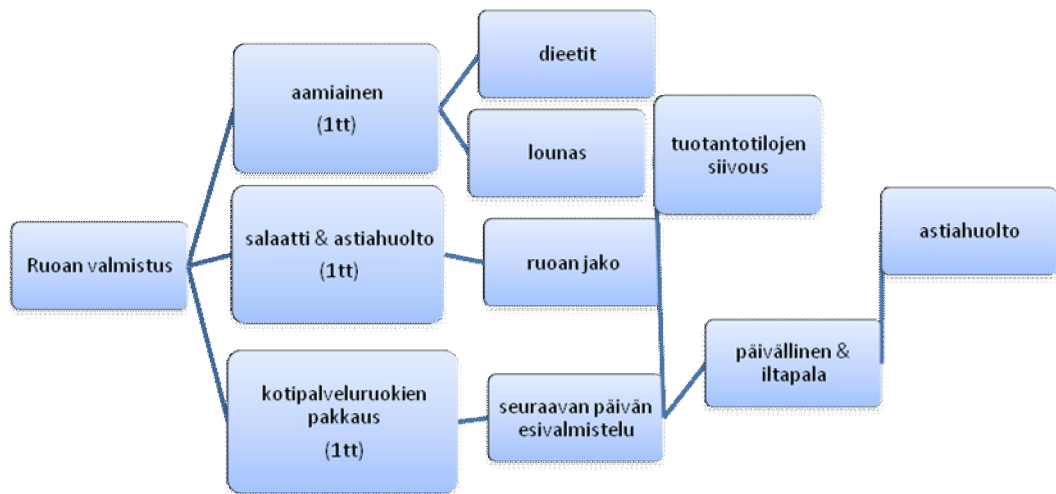 Ruoan valmistus
aamiainen
(1tt)
dieetit
lounas
salaatti & astiahuolto
(1tt)
ruoan jako
kotipalveluruokien
pakkaus
(1tt)
seuraavan päivän
esivalmistelu
tuotantotilojen
siivous
päivällinen &
iltapala
astiahuolto